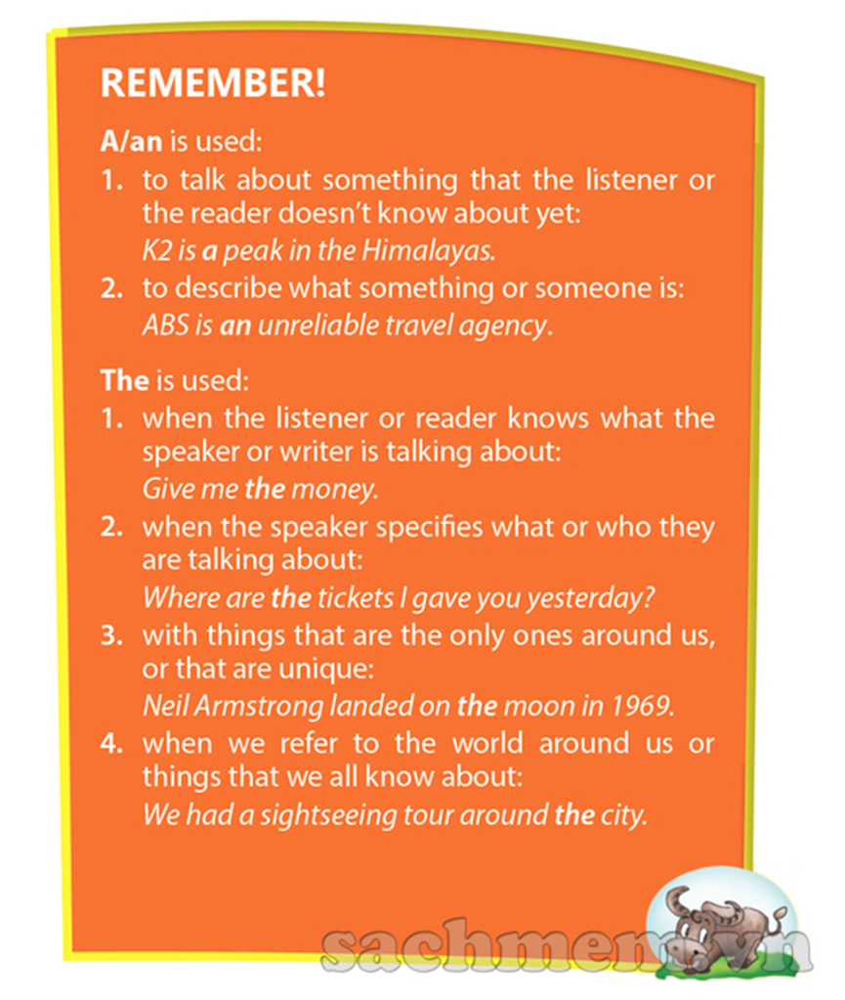 REMEMBER!
A/an is used:
1. to talk about something that the listener or
the reader doesn't know about yet:
K2 is a peak in the Himalayas.
2. to describe what something or someone is:
ABS is an unreliable travel agency.
The is used:
1. when the listener or reader knows what the
speaker or writer is talking about:
Give me the money.
2. when the speaker specifies what or who they
are talking about:
Where are the tickets I gave you yesterday?
3. with things that are the only ones around us,
or that are unique:
Neil Armstrong landed on the moon in 1969.
4. when we refer to the world around us or
things that we all know about:
We had a sightseeing tour around the city.
sachmem.vn